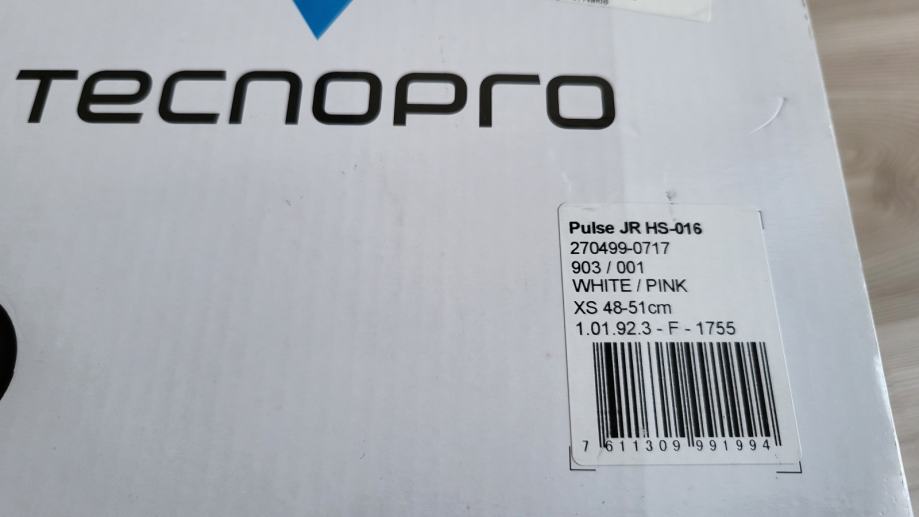 TECNOPRO
Pulse JR HS-016
270499-0717
903 / 001
WHITE / PINK
XS 48-51cm
1.01.92.3 - F - 1755
7 611309 991994